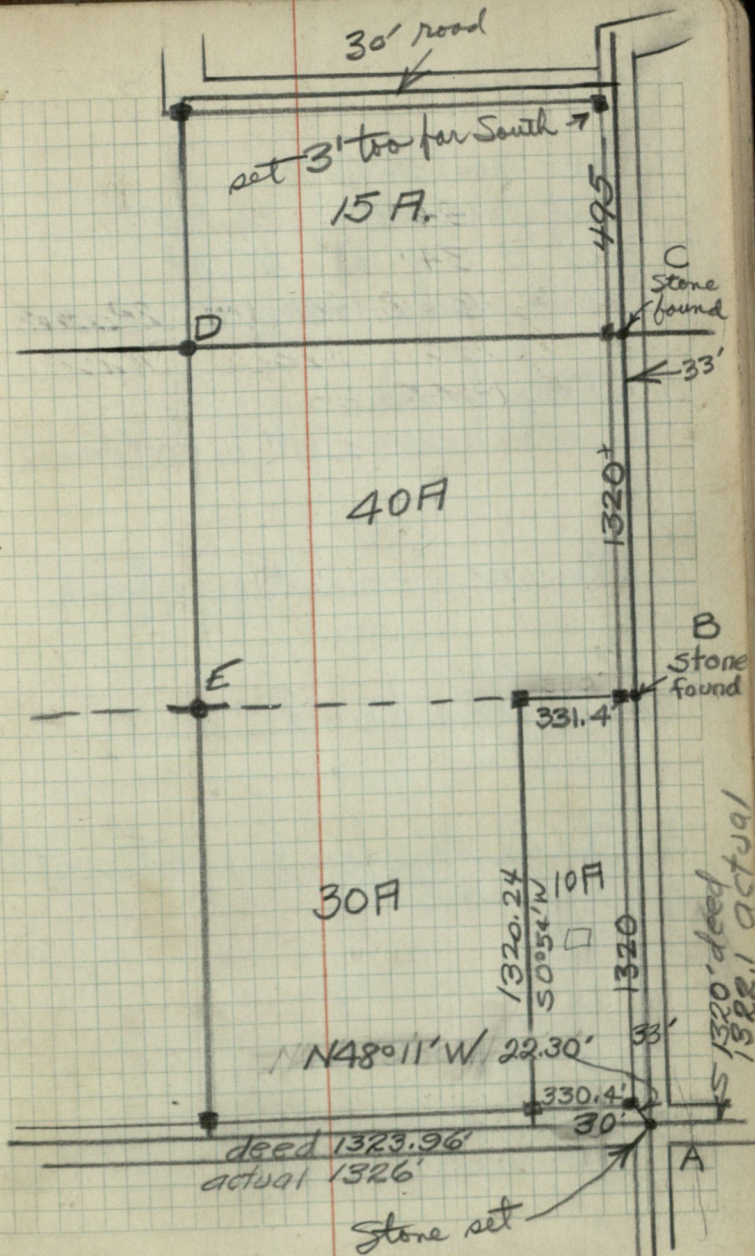 30' road
set 3' too far South
15 A.
495
C
Stone
found
D
33'
40A
1320±
B
Stone
found
E
331.4'
1320.24
S0°54'W
10A
30A
1320
1320' deed
1322.1 actual
33'
N48°11'W 22.30'
330.4'
30'
deed 1323.96'
actual 1326'
A
Stone set